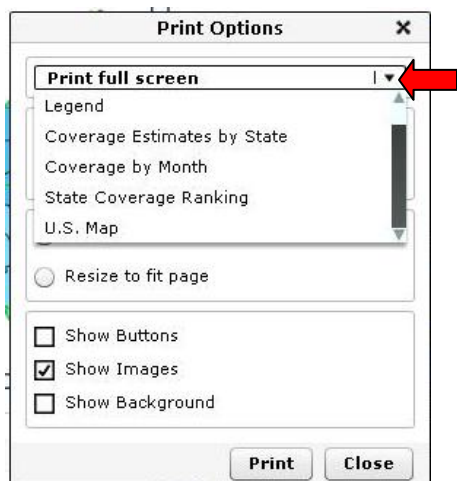 Print Options
Print full screen
Legend
Coverage Estimates by State
Coverage by Month
State Coverage Ranking
U.S. Map
Resize to fit page
Show Buttons
Show Images
Show Background
Print Close